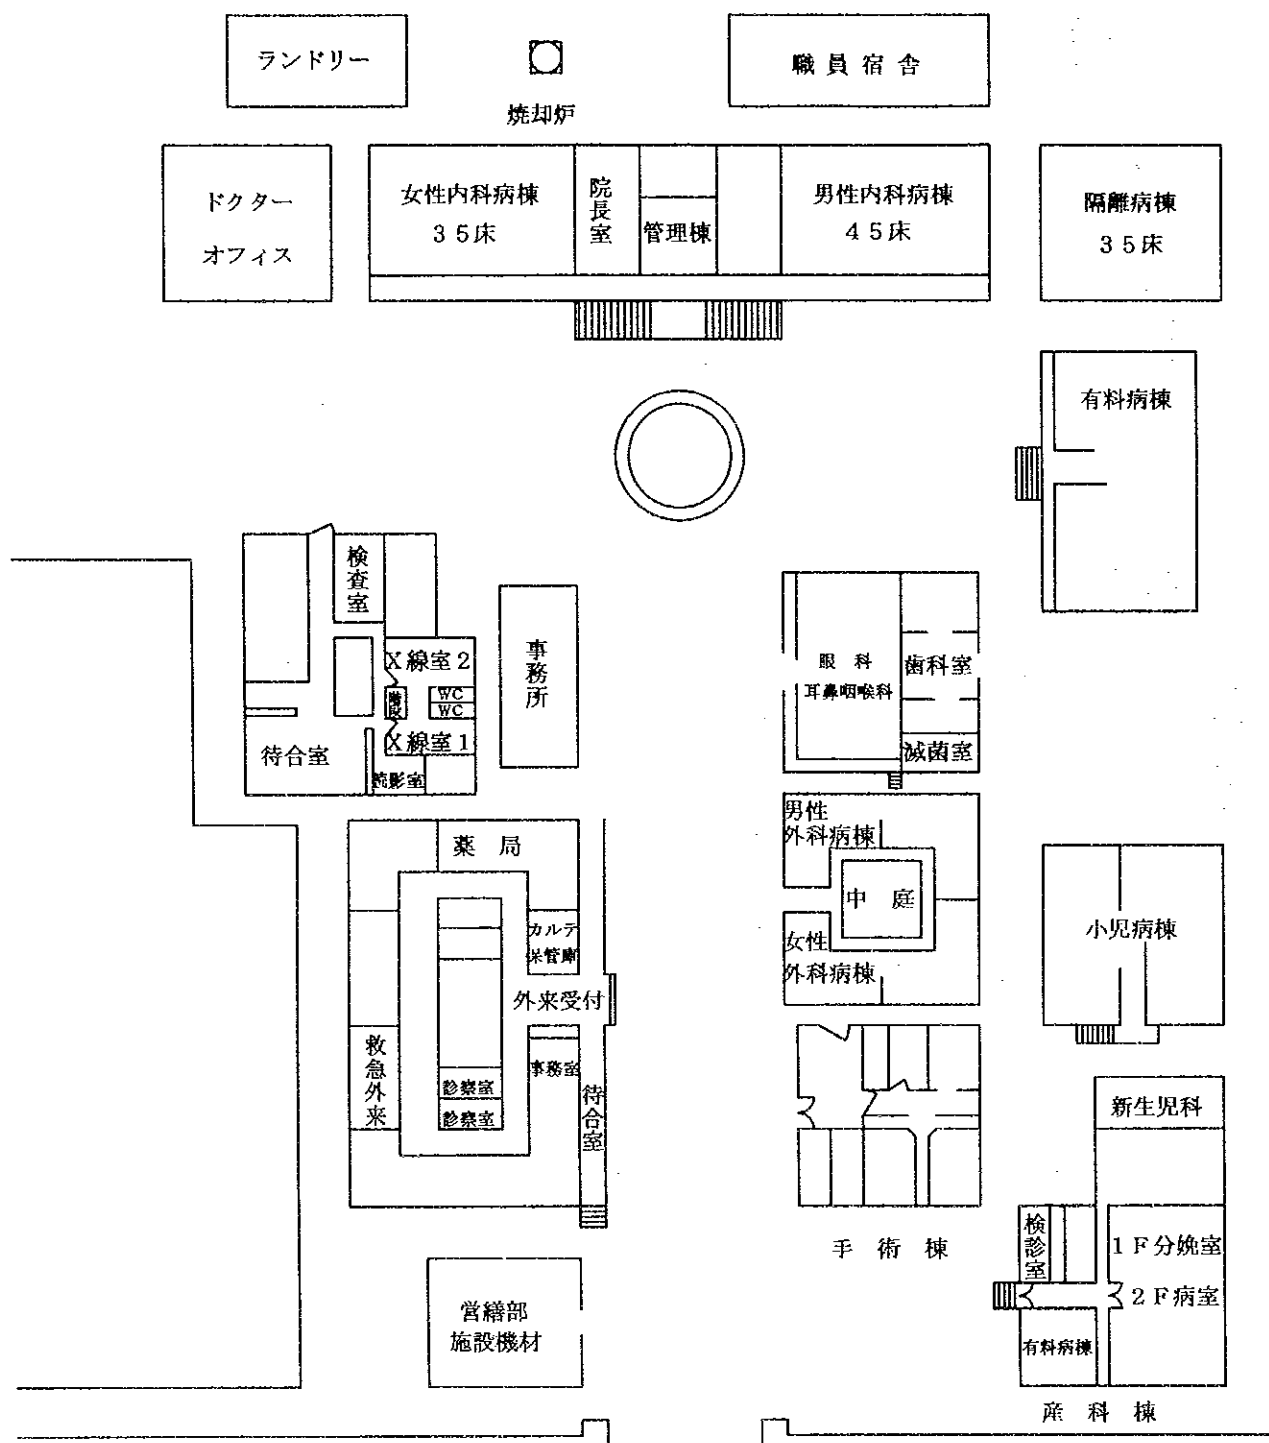 ランドリー
焼却炉
職員宿舎
ドクター
オフィス
女性内科病棟
35床
院長室
管理棟
男性内科病棟
45床
隔離病棟
35床
有料病棟
検査室
X線室2
階段
WC
WC
X線室1
待合室
読影室
事務所
眼科
耳鼻咽喉科
歯科室
滅菌室
薬局
カルテ
保管庫
外来受付
救急外来
事務室
診察室
診察室
待合室
男性
外科病棟
中庭
女性
外科病棟
小児病棟
手術棟
新生児科
検診室
1F分娩室
2F病室
有料病棟
産科棟
営繕部
施設機材